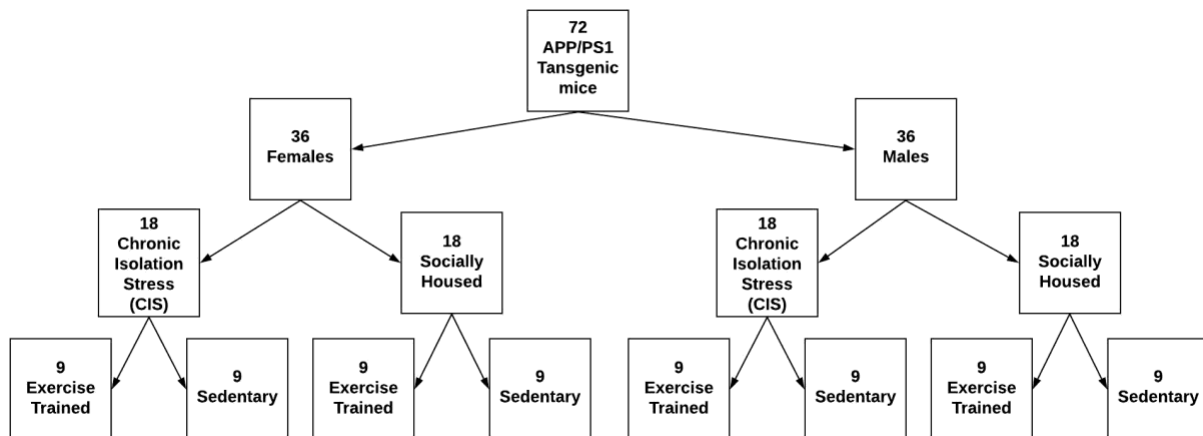 72
APP/PS1
Tansgenic
mice
36
Females
36
Males
18
Chronic
Isolation
Stress
(CIS)
18
Socially
Housed
18
Chronic
Isolation
Stress
(CIS)
18
Socially
Housed
9
Exercise
Trained
9
Sedentary
9
Exercise
Trained
9
Sedentary
9
Exercise
Trained
9
Sedentary
9
Exercise
Trained
9
Sedentary